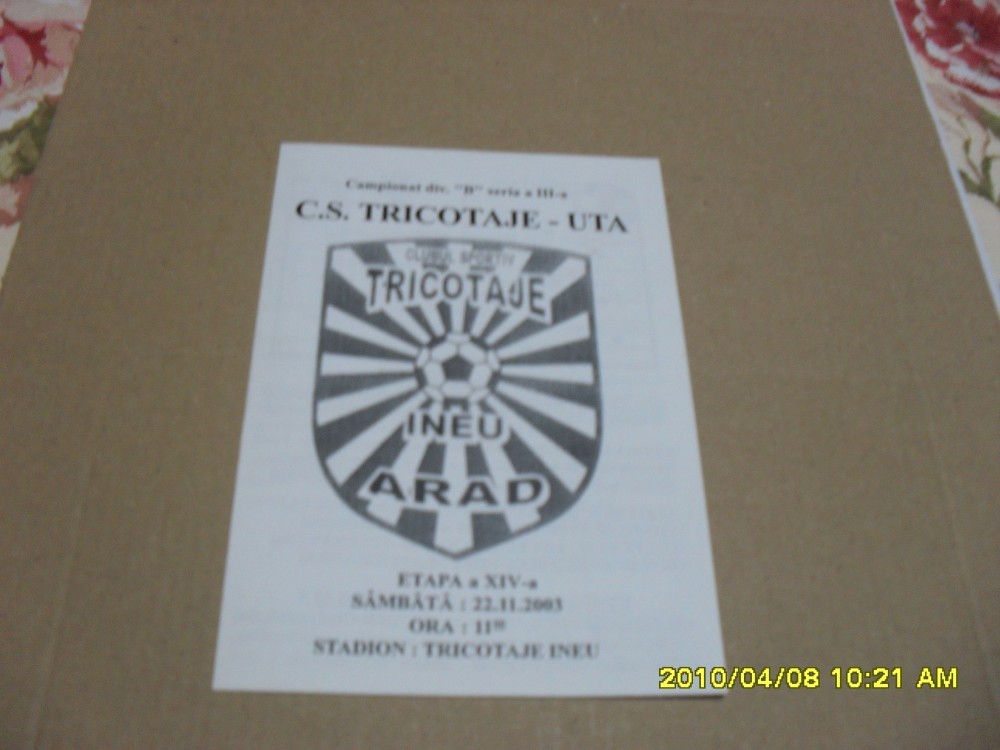 Campionat div. "B" seria a III-a
C.S. TRICOTAJE - UTA
CLUBUL SPORTIV
TRICOTAJE
INEU
ARAD
ETAPA a XIV-a
SÂMBĂTĂ : 22.11.2003
ORA : 11⁰⁰
STADION : TRICOTAJE INEU
2010/04/08 10:21 AM